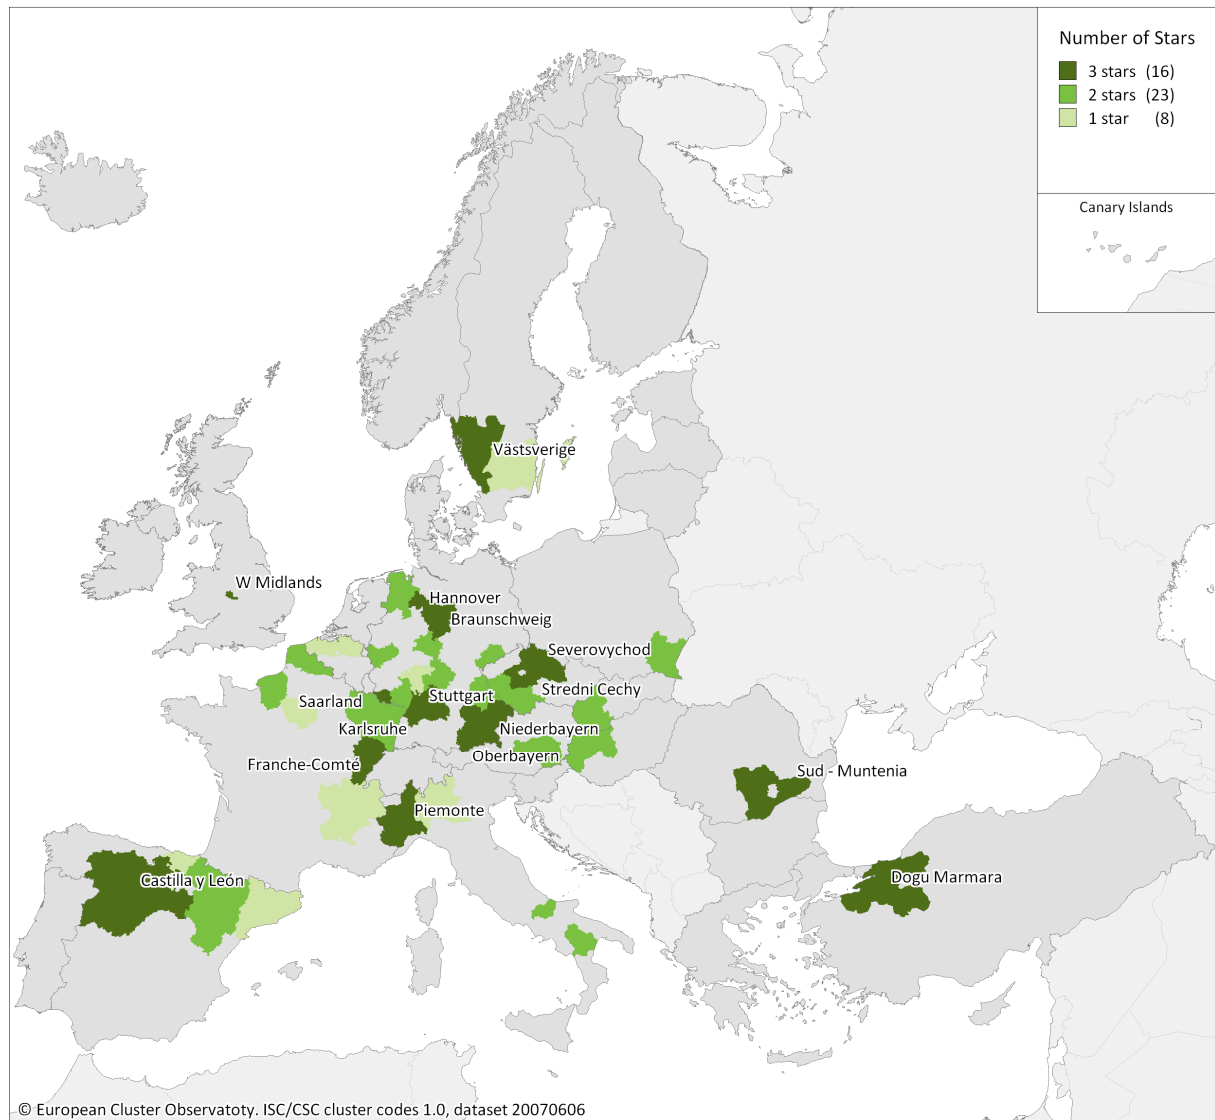 Number of Stars
3 stars (16)
2 stars (23)
1 star (8)
Canary Islands
Västsverige
W Midlands
Hannover
Braunschweig
Severovychod
Stredni Cechy
Saarland
Stuttgart
Karlsruhe
Niederbayern
Oberbayern
Franche-Comté
Sud - Muntenia
Piemonte
Castilla y León
Dogu Marmara
© European Cluster Observatoty. ISC/CSC cluster codes 1.0, dataset 20070606